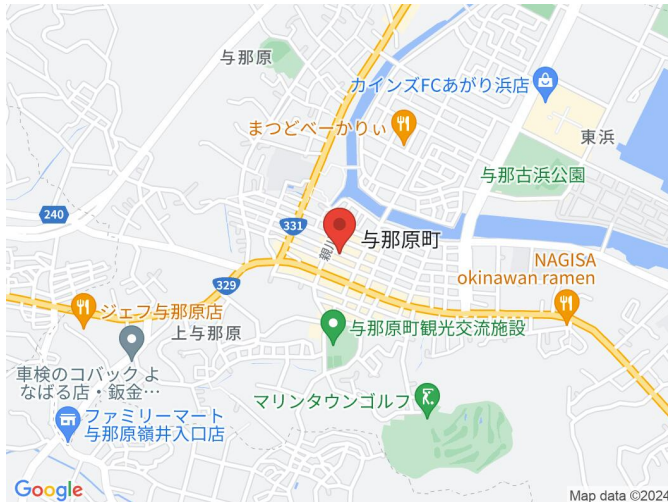 与那原
カインズFCあがり浜店
まつどべーかりぃ
東浜
与那古浜公園
240
331
与那原町
NAGISA
okinawan ramen
329
ジェフ与那原店
上与那原
与那原町観光交流施設
車検のコバック よ
なばる店・鈑金…
マリンタウンゴルフ
ファミリーマート
与那原嶺井入口店
Google
Map data ©2024